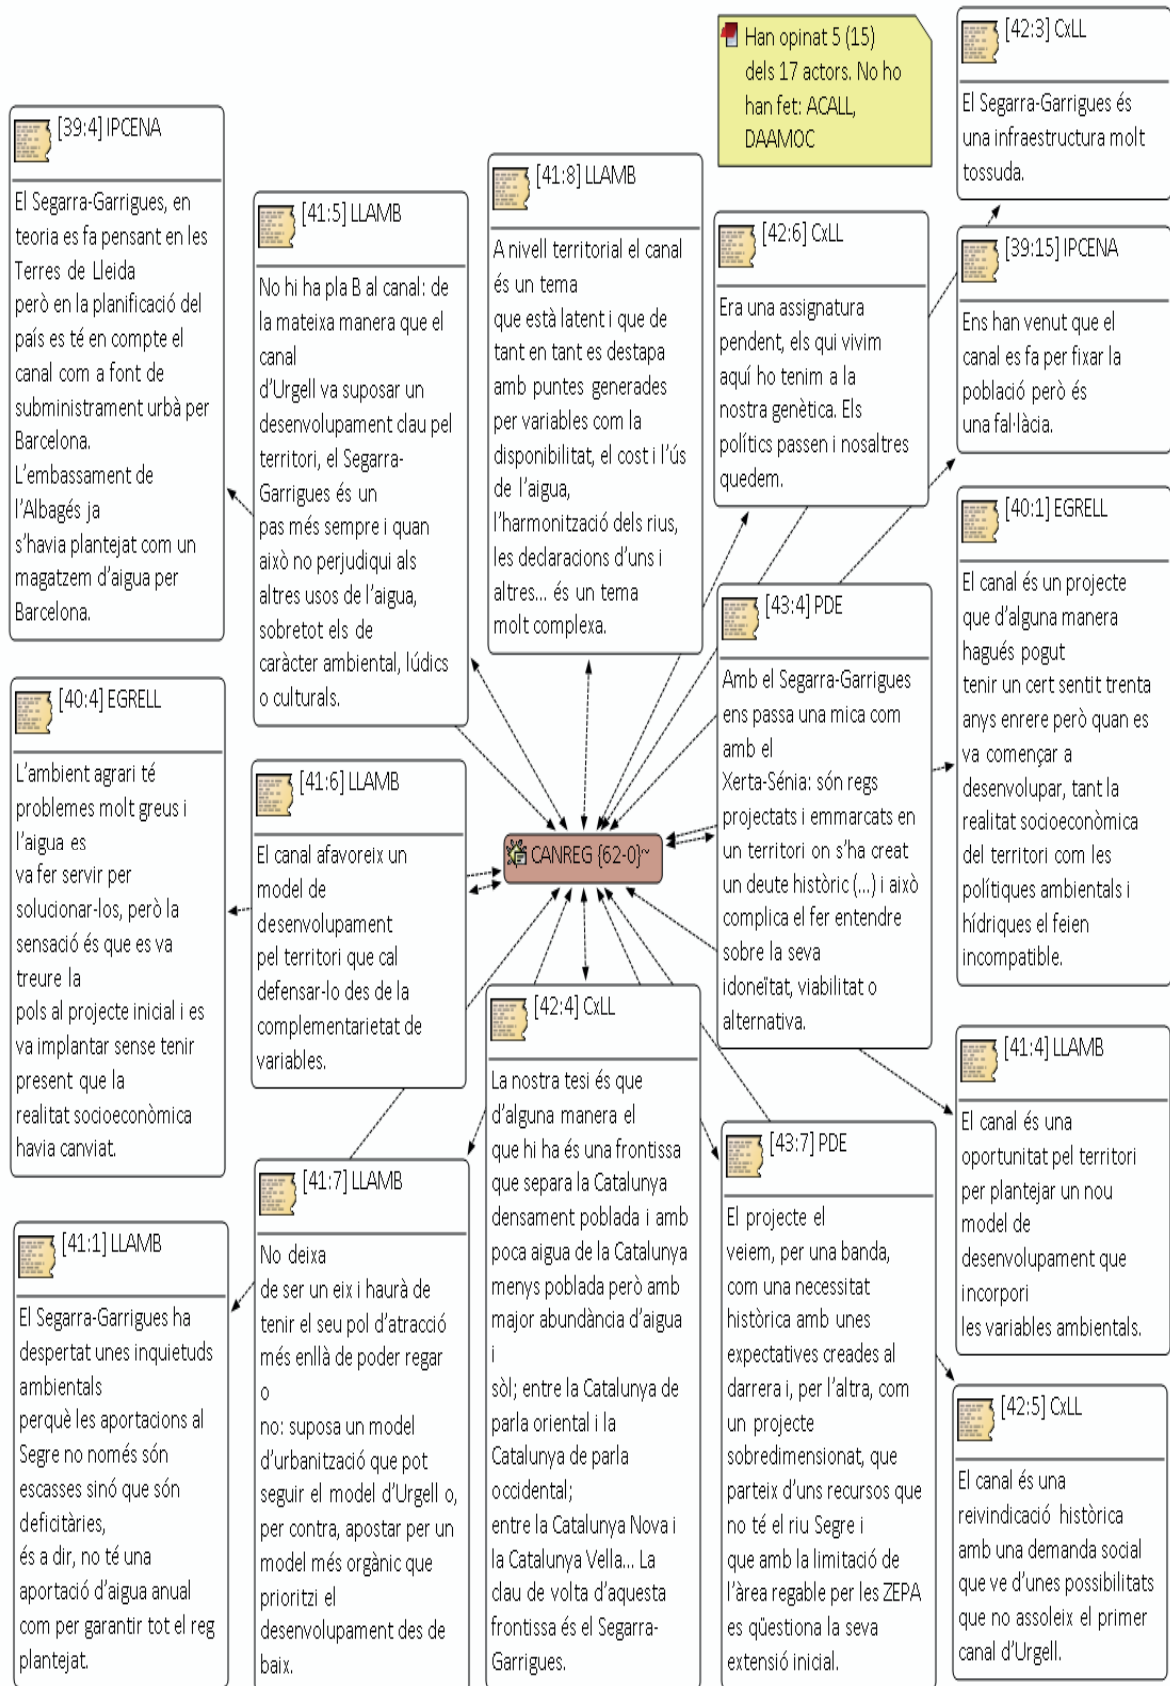 Han opinat 5 (15)
dels 17 actors. No ho
han fet: ACALL,
DAAMOC
[42:3] CxLL
El Segarra-Garrigues és
una infraestructura molt
tossuda.
[39:4] IPCENA
El Segarra-Garrigues, en
teoria es fa pensant en les
Terres de Lleida
però en la planificació del
país es té en compte el
canal com a font de
subministrament urbà per
Barcelona.
L'embassament de
l'Albagés ja
s'havia plantejat com un
magatzem d'aigua per
Barcelona.
[41:5] LLAMB
No hi ha pla B al canal: de
la mateixa manera que el
canal
d'Urgell va suposar un
desenvolupament clau pel
territori, el Segarra-
Garrigues és un
pas més sempre i quan
això no perjudiqui als
altres usos de l'aigua,
sobretot els de
caràcter ambiental, lúdics
o culturals.
[41:8] LLAMB
A nivell territorial el canal
és un tema
que està latent i que de
tant en tant es destapa
amb puntes generades
per variables com la
disponibilitat, el cost i l'ús
de l'aigua,
l'harmonització dels rius,
les declaracions d'uns i
altres... és un tema
molt complexa.
[42:6] CxLL
Era una assignatura
pendent, els qui vivim
aquí ho tenim a la
nostra genètica. Els
polítics passen i nosaltres
quedem.
[39:15] IPCENA
Ens han venut que el
canal es fa per fixar la
població però és
una fal·làcia.
[40:1] EGRELL
El canal és un projecte
que d'alguna manera
hagués pogut
tenir un cert sentit trenta
anys enrere però quan es
va començar a
desenvolupar, tant la
realitat socioeconòmica
del territori com les
polítiques ambientals i
hídriques el feien
incompatible.
[43:4] PDE
Amb el Segarra-Garrigues
ens passa una mica com
amb el
Xerta-Sénia: són regs
projectats i emmarcats en
un territori on s'ha creat
un deute històric (...) i això
complica el fer entendre
sobre la seva
idoneïtat, viabilitat o
alternativa.
[40:4] EGRELL
L'ambient agrari té
problemes molt greus i
l'aigua es
va fer servir per
solucionar-los, però la
sensació és que es va
treure la
pols al projecte inicial i es
va implantar sense tenir
present que la
realitat socioeconòmica
havia canviat.
[41:6] LLAMB
El canal afavoreix un
model de
desenvolupament
pel territori que cal
defensar-lo des de la
complementarietat de
variables.
CANREG {62-0}~
[42:4] CxLL
La nostra tesi és que
d'alguna manera el
que hi ha és una frontissa
que separa la Catalunya
densament poblada i amb
poca aigua de la Catalunya
menys poblada però amb
major abundància d'aigua
i
sòl; entre la Catalunya de
parla oriental i la
Catalunya de parla
occidental;
entre la Catalunya Nova i
la Catalunya Vella... La
clau de volta d'aquesta
frontissa és el Segarra-
Garrigues.
[41:4] LLAMB
El canal és una
oportunitat pel territori
per plantejar un nou
model de
desenvolupament que
incorpori
les variables ambientals.
[41:7] LLAMB
No deixa
de ser un eix i haurà de
tenir el seu pol d'atracció
més enllà de poder regar
o
no: suposa un model
d'urbanització que pot
seguir el model d'Urgell o,
per contra, apostar per un
model més orgànic que
prioritzi el
desenvolupament des de
baix.
[43:7] PDE
El projecte el
veiem, per una banda,
com una necessitat
històrica amb unes
expectatives creades al
darrera i, per l'altra, com
un projecte
sobredimensionat, que
parteix d'uns recursos que
no té el riu Segre i
que amb la limitació de
l'àrea regable per les ZEPA
es qüestiona la seva
extensió inicial.
[41:1] LLAMB
El Segarra-Garrigues ha
despertat unes inquietuds
ambientals
perquè les aportacions al
Segre no només són
escasses sinó que són
deficitàries,
és a dir, no té una
aportació d'aigua anual
com per garantir tot el reg
plantejat.
[42:5] CxLL
El canal és una
reivindicació històrica
amb una demanda social
que ve d'unes possibilitats
que no assoleix el primer
canal d'Urgell.